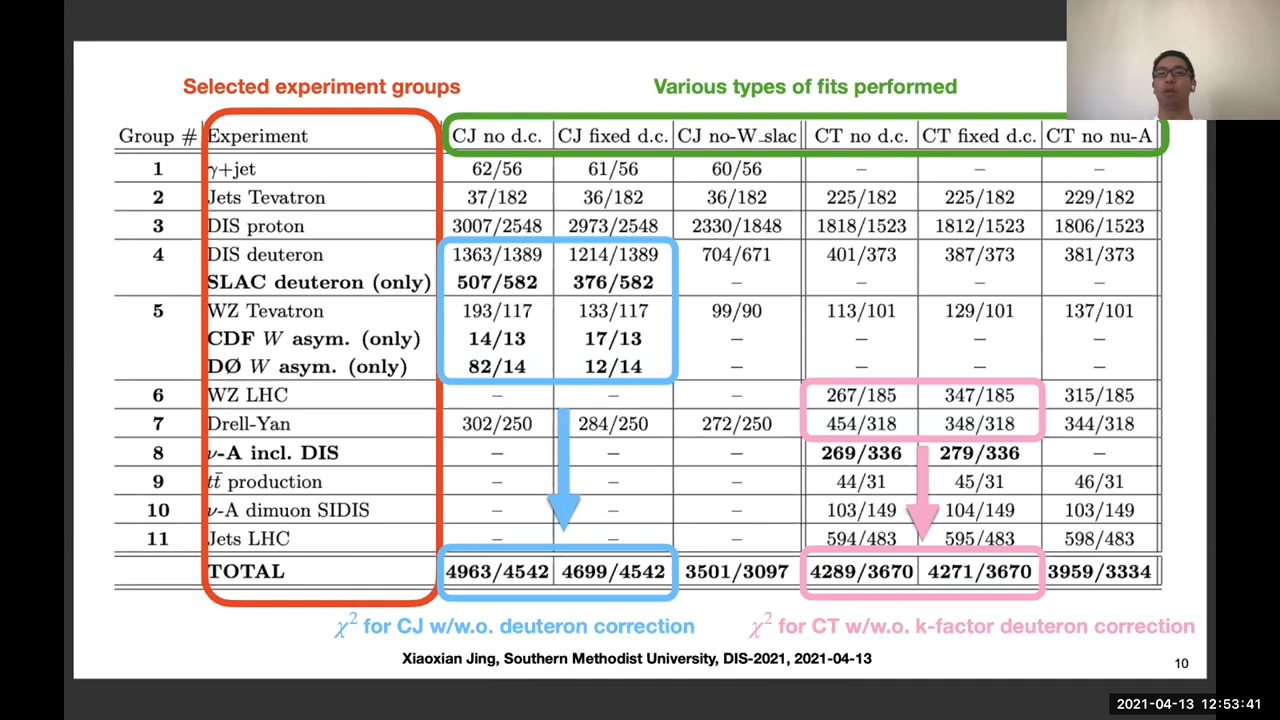 Selected experiment groups Various types of fits performed
Group # Experiment CJ no d.c. CJ fixed d.c. CJ no-W_slac CT no d.c. CT fixed d.c. CT no nu-A
1 γ+jet 62/56 61/56 60/56 – – –
2 Jets Tevatron 37/182 36/182 36/182 225/182 225/182 229/182
3 DIS proton 3007/2548 2973/2548 2330/1848 1818/1523 1812/1523 1806/1523
4 DIS deuteron 1363/1389 1214/1389 704/671 401/373 387/373 381/373
SLAC deuteron (only) 507/582 376/582 – – – –
5 WZ Tevatron 193/117 133/117 99/90 113/101 129/101 137/101
CDF W asym. (only) 14/13 17/13 – – – –
DØ W asym. (only) 82/14 12/14 – – – –
6 WZ LHC – – – 267/185 347/185 315/185
7 Drell-Yan 302/250 284/250 272/250 454/318 348/318 344/318
8 ν-A incl. DIS – – – 269/336 279/336 –
9 tt̄ production – – – 44/31 45/31 46/31
10 ν-A dimuon SIDIS – – – 103/149 104/149 103/149
11 Jets LHC – – – 594/483 595/483 598/483
TOTAL 4963/4542 4699/4542 3501/3097 4289/3670 4271/3670 3959/3334
χ² for CJ w/w.o. deuteron correction χ² for CT w/w.o. k-factor deuteron correction
Xiaoxian Jing, Southern Methodist University, DIS-2021, 2021-04-13
10
2021-04-13 12:53:41